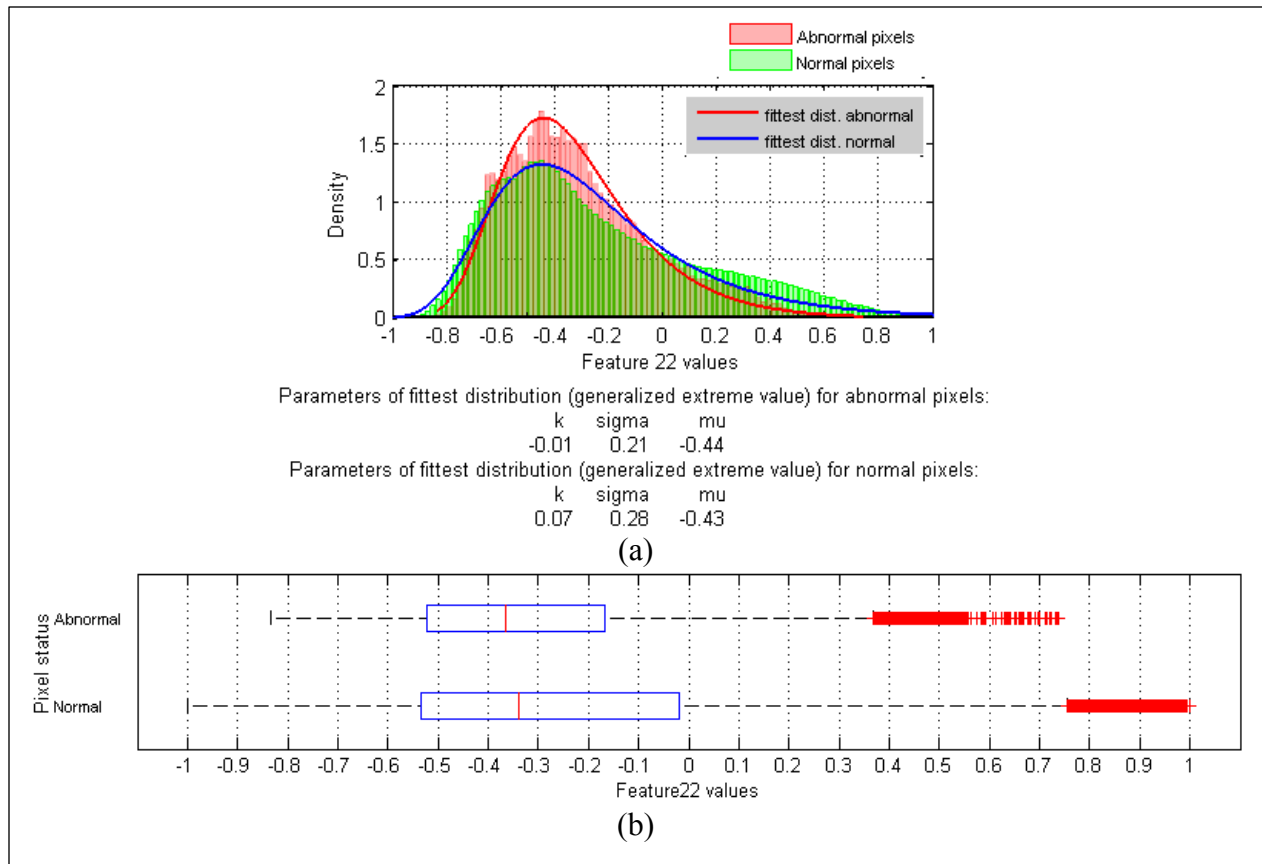 Abnormal pixels
Normal pixels
fittest dist. abnormal
fittest dist. normal
Density
2
1.5
1
0.5
0
-1 -0.8 -0.6 -0.4 -0.2 0 0.2 0.4 0.6 0.8 1
Feature 22 values
Parameters of fittest distribution (generalized extreme value) for abnormal pixels:
k sigma mu
-0.01 0.21 -0.44
Parameters of fittest distribution (generalized extreme value) for normal pixels:
k sigma mu
0.07 0.28 -0.43
(a)
Pixel status
Abnormal
Normal
-1 -0.9 -0.8 -0.7 -0.6 -0.5 -0.4 -0.3 -0.2 -0.1 0 0.1 0.2 0.3 0.4 0.5 0.6 0.7 0.8 0.9 1
Feature22 values
(b)